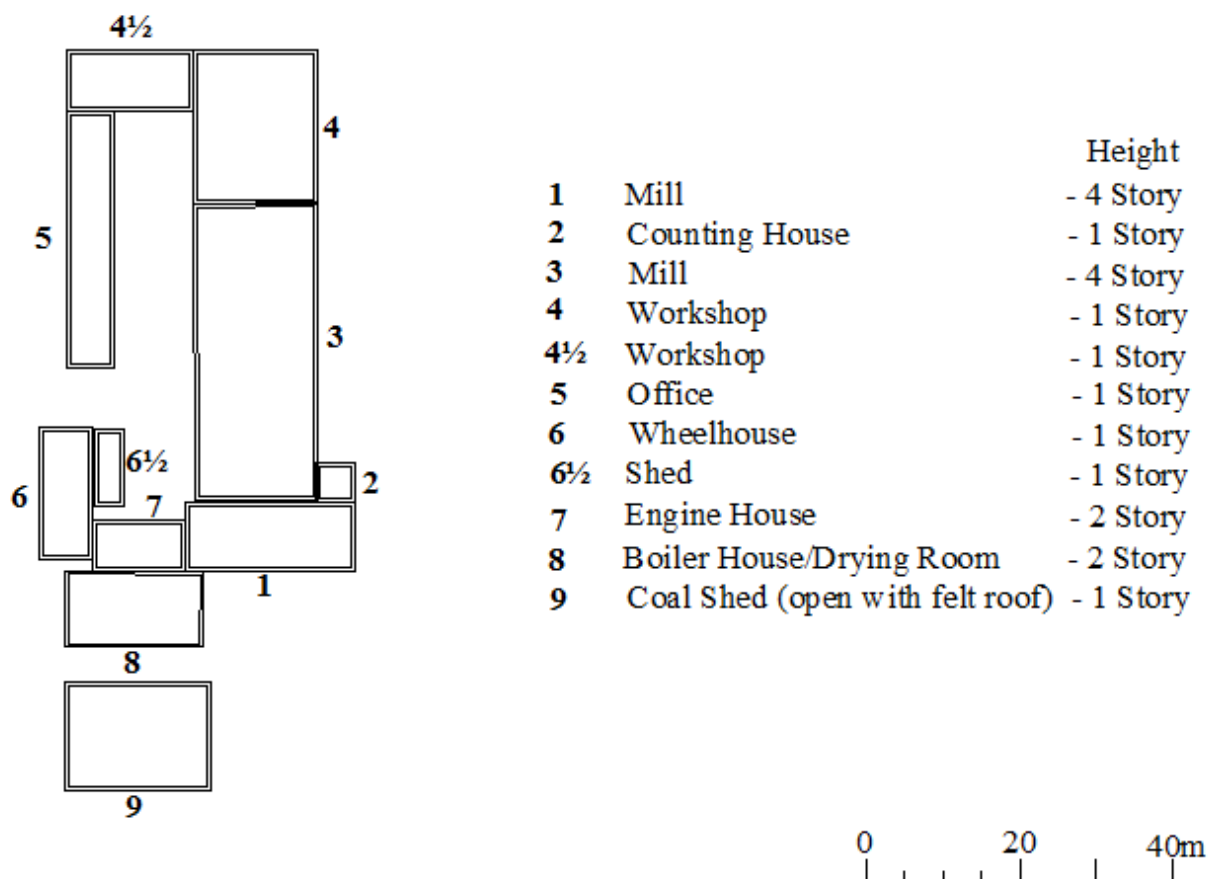 4½
4
5
3
6½
2
6
7
1
8
9
Height
1 Mill - 4 Story
2 Counting House - 1 Story
3 Mill - 4 Story
4 Workshop - 1 Story
4½ Workshop - 1 Story
5 Office - 1 Story
6 Wheelhouse - 1 Story
6½ Shed - 1 Story
7 Engine House - 2 Story
8 Boiler House/Drying Room - 2 Story
9 Coal Shed (open with felt roof) - 1 Story
0 20 40m